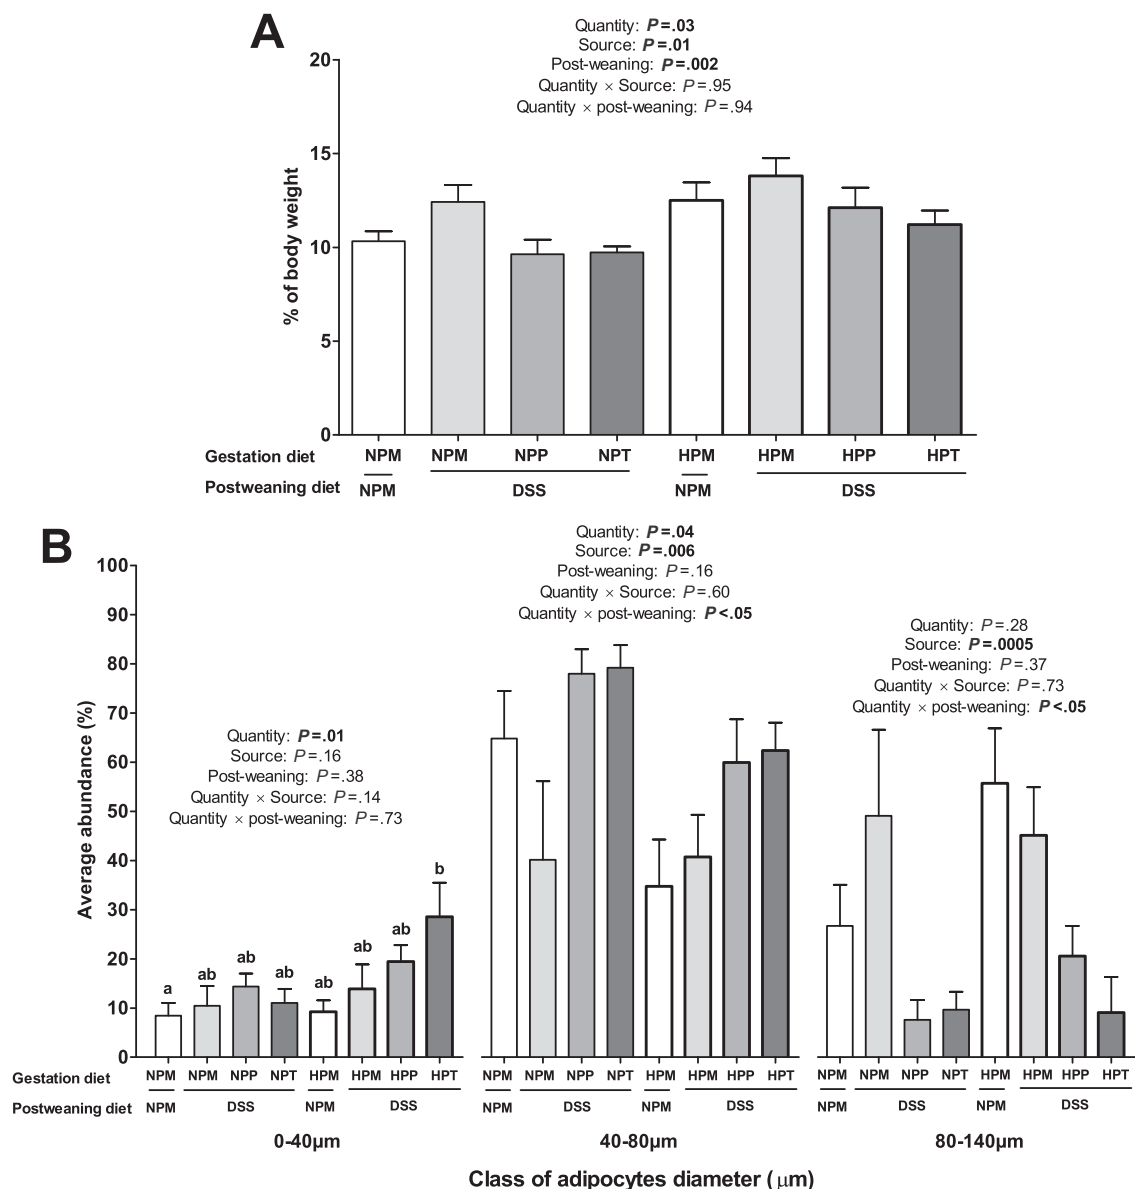 A
Quantity: P=.03
Source: P=.01
Post-weaning: P=.002
Quantity × Source: P=.95
Quantity × post-weaning: P=.94
20
15
10
5
0
% of body weight
Gestation diet NPM NPM NPP NPT HPM HPM HPP HPT
Postweaning diet NPM DSS NPM DSS
B
Quantity: P=.04
Source: P=.006
Post-weaning: P=.16
Quantity × Source: P=.60
Quantity × post-weaning: P<.05
Quantity: P=.28
Source: P=.0005
Post-weaning: P=.37
Quantity × Source: P=.73
Quantity × post-weaning: P<.05
Quantity: P=.01
Source: P=.16
Post-weaning: P=.38
Quantity × Source: P=.14
Quantity × post-weaning: P=.73
100
90
80
70
60
50
40
30
20
10
0
Average abundance (%)
a ab ab ab ab ab ab b
Gestation diet NPM NPM NPP NPT HPM HPM HPP HPT NPM NPM NPP NPT HPM HPM HPP HPT NPM NPM NPP NPT HPM HPM HPP HPT
Postweaning diet NPM DSS NPM DSS NPM DSS NPM DSS NPM DSS NPM DSS
0-40µm 40-80µm 80-140µm
Class of adipocytes diameter (µm)